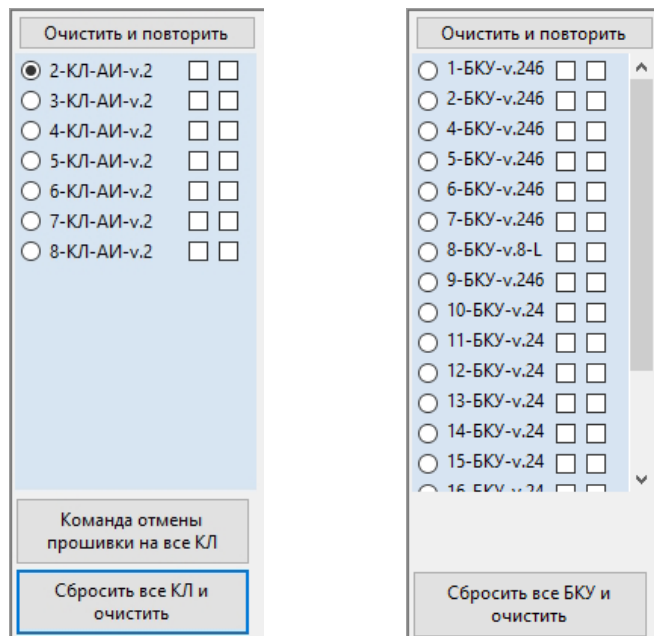 Очистить и повторить
2-КЛ-АИ-v.2
3-КЛ-АИ-v.2
4-КЛ-АИ-v.2
5-КЛ-АИ-v.2
6-КЛ-АИ-v.2
7-КЛ-АИ-v.2
8-КЛ-АИ-v.2
Команда отмены
прошивки на все КЛ
Сбросить все КЛ и
очистить
Очистить и повторить
1-БКУ-v.246
2-БКУ-v.246
4-БКУ-v.246
5-БКУ-v.246
6-БКУ-v.246
7-БКУ-v.246
8-БКУ-v.8-L
9-БКУ-v.246
10-БКУ-v.24
11-БКУ-v.24
12-БКУ-v.24
13-БКУ-v.24
14-БКУ-v.24
15-БКУ-v.24
16-БКУ-v.24
Сбросить все БКУ и
очистить